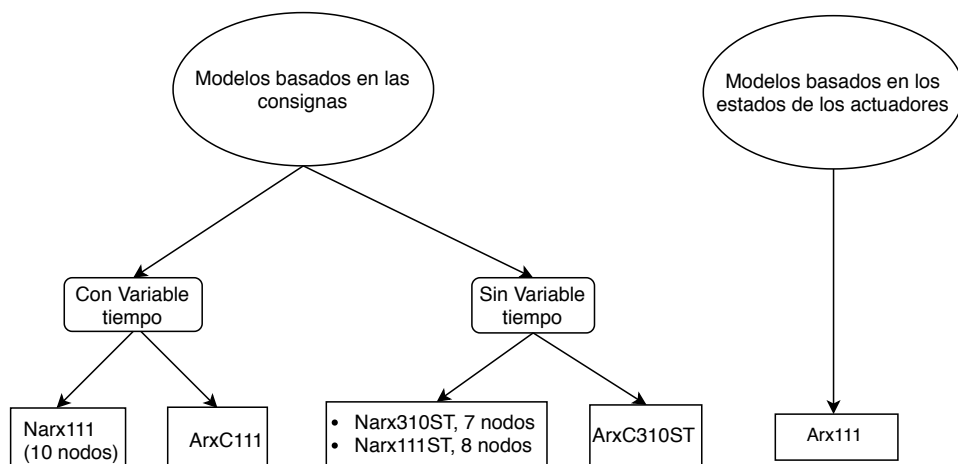 Modelos basados en las
consignas
Modelos basados en los
estados de los actuadores
Con Variable
tiempo
Sin Variable
tiempo
Narx111
(10 nodos)
ArxC111
• Narx310ST, 7 nodos
• Narx111ST, 8 nodos
ArxC310ST
Arx111